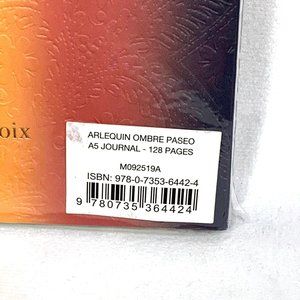 oix
ARLEQUIN OMBRE PASEO
A5 JOURNAL - 128 PAGES
M092519A
ISBN: 978-0-7353-6442-4
9 780735 364424